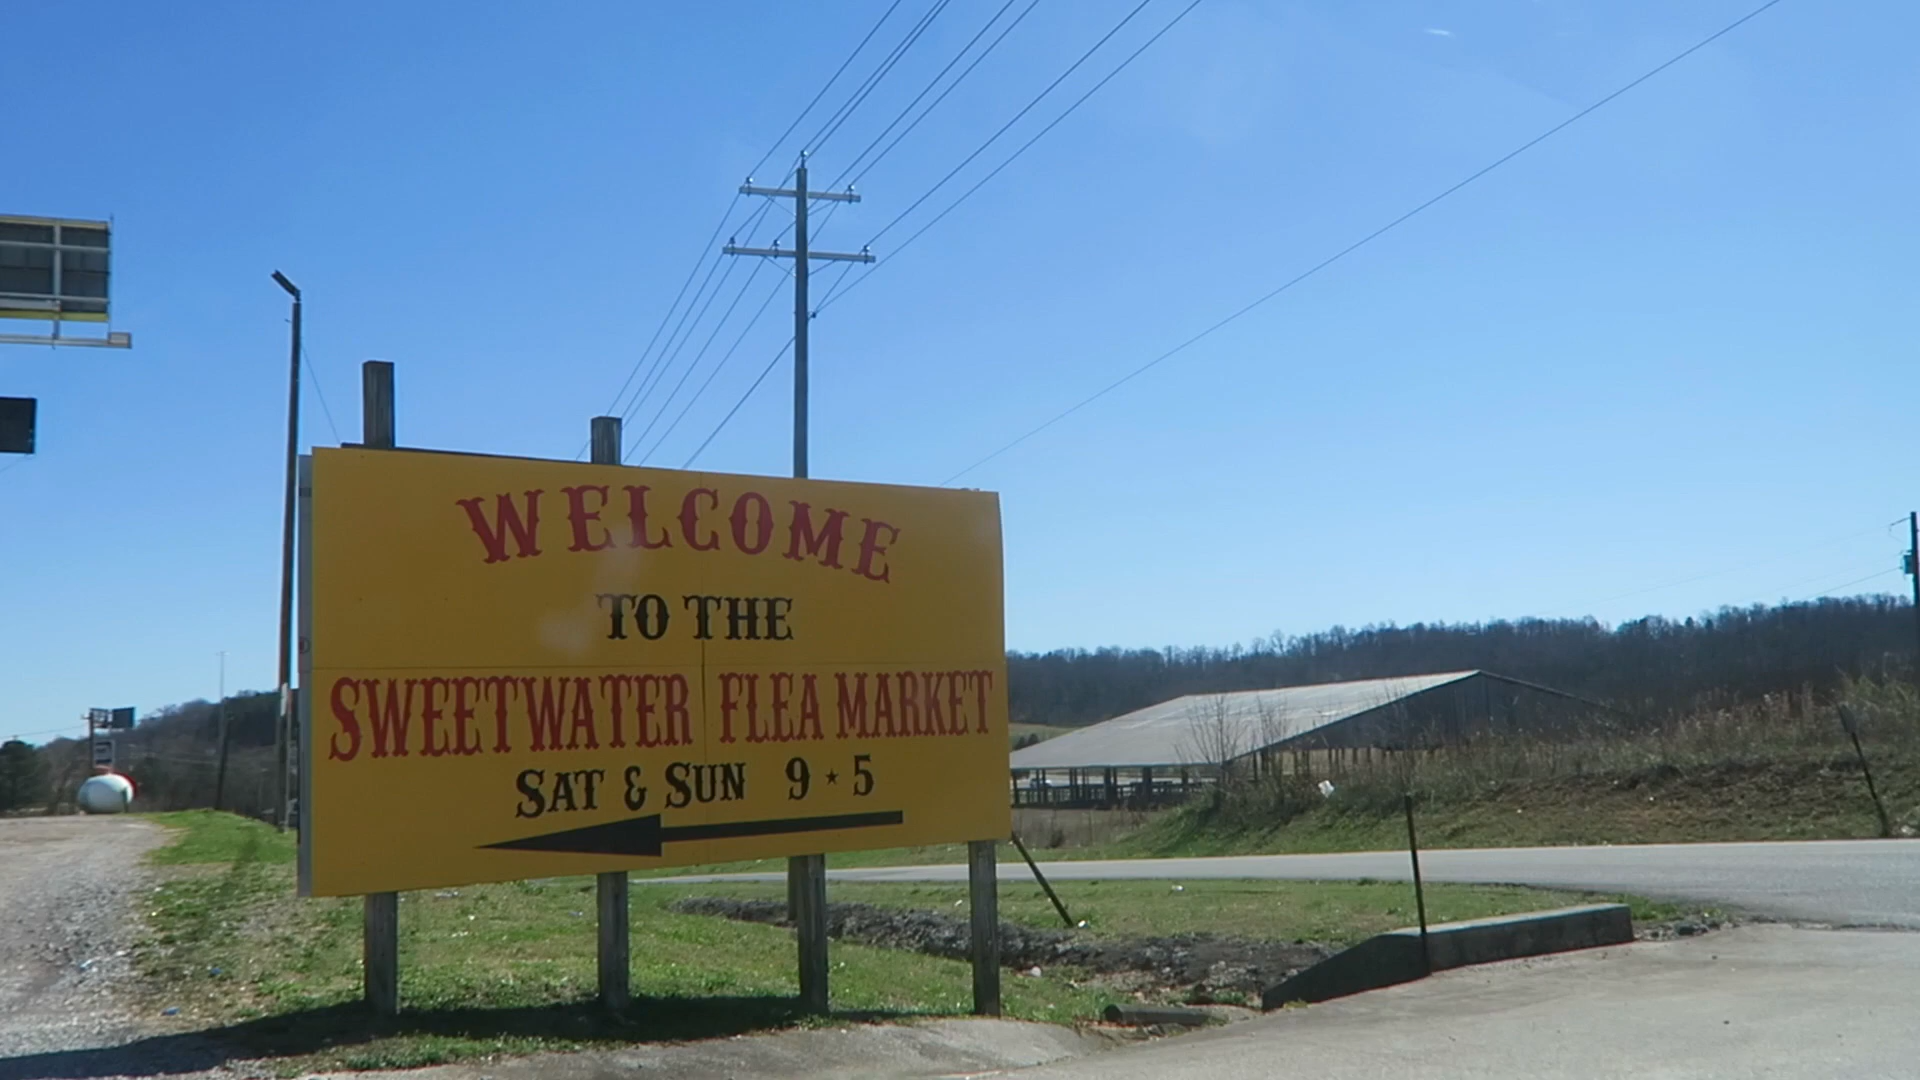 WELCOME
TO THE
SWEETWATER FLEA MARKET
SAT & SUN 9 ★ 5